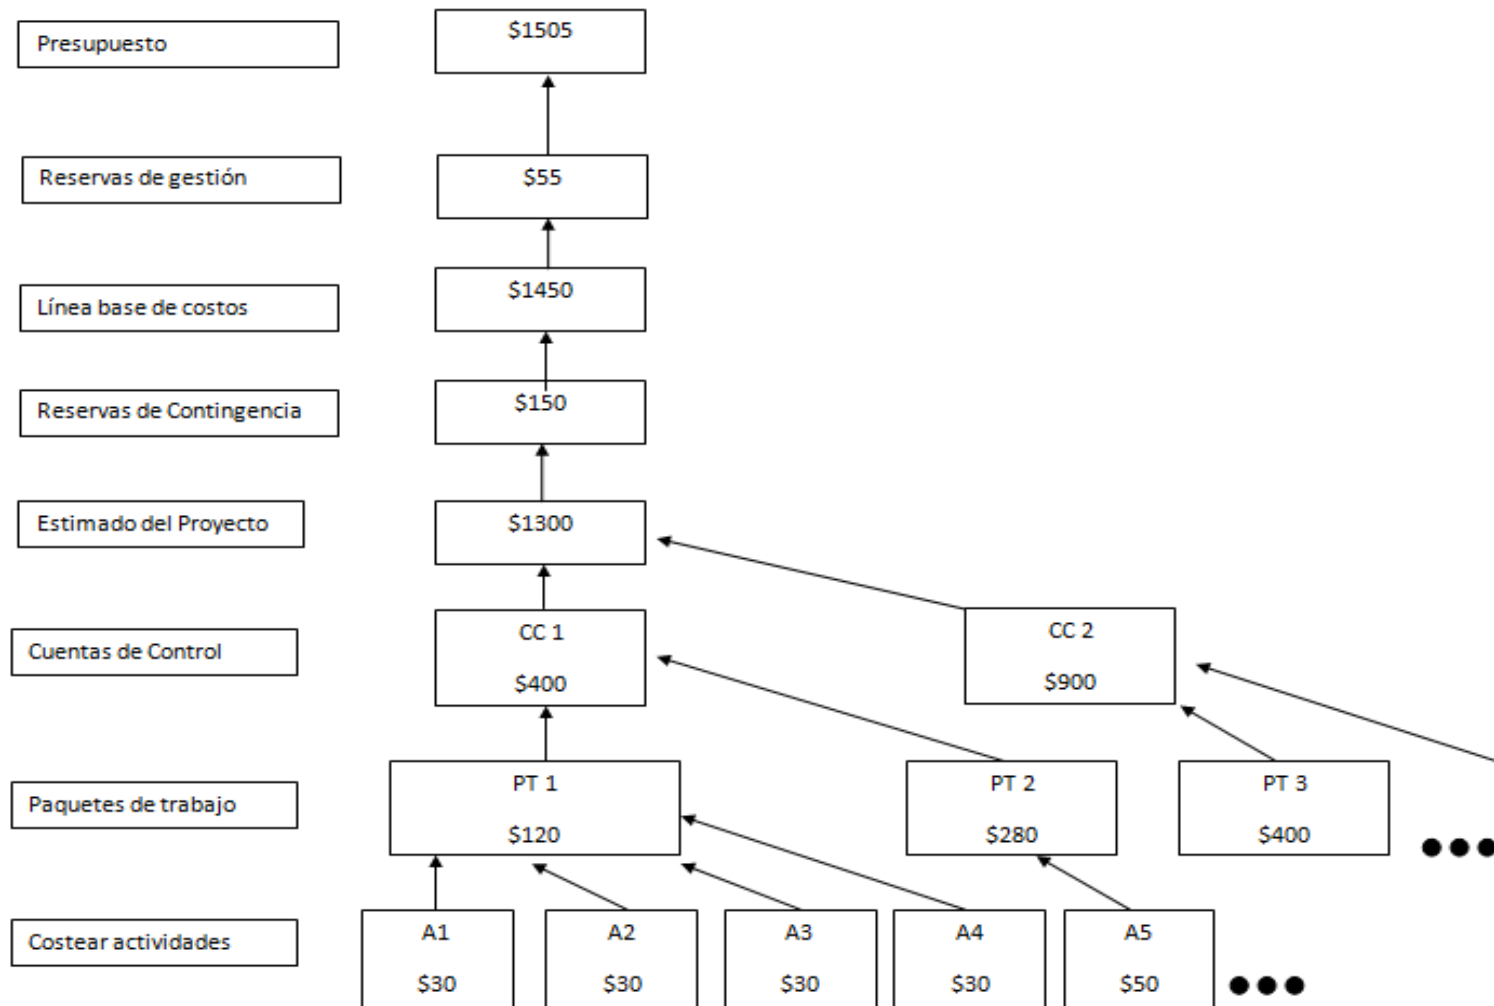 Presupuesto
$1505
Reservas de gestión
$55
Línea base de costos
$1450
Reservas de Contingencia
$150
Estimado del Proyecto
$1300
Cuentas de Control
CC 1
$400
CC 2
$900
Paquetes de trabajo
PT 1
$120
PT 2
$280
PT 3
$400
Costear actividades
A1
$30
A2
$30
A3
$30
A4
$30
A5
$50